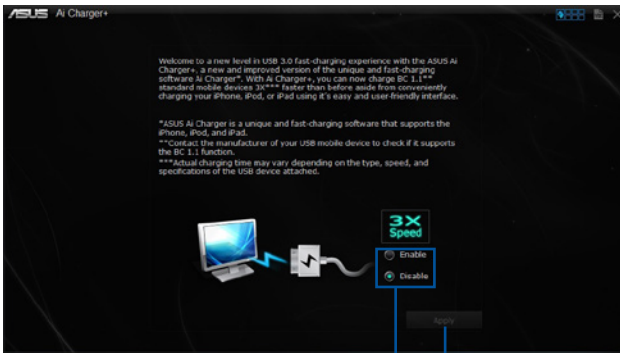 ASUS Ai Charger+
Welcome to a new level in USB 3.0 fast-charging experience with the ASUS Ai
Charger+, a new and improved version of the unique and fast-charging
software Ai Charger*. With Ai Charger+, you can now charge BC 1.1**
standard mobile devices 3X*** faster than before aside from conveniently
charging your iPhone, iPod, or iPad using it's easy and user-friendly interface.
*ASUS Ai Charger is a unique and fast-charging software that supports the
iPhone, iPod, and iPad.
**Contact the manufacturer of your USB mobile device to check if it supports
the BC 1.1 function.
***Actual charging time may vary depending on the type, speed, and
specifications of the USB device attached.
3X
Speed
Enable
Disable
Apply